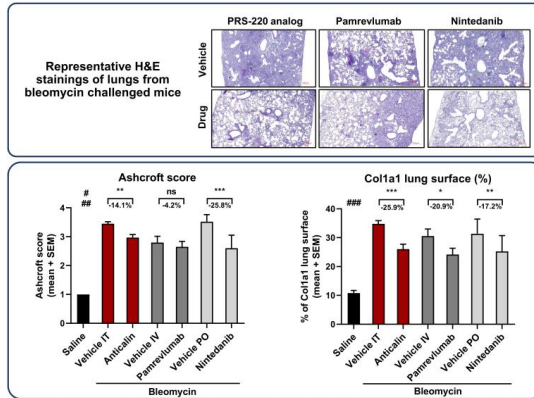 PRS-220 analog Pamrevlumab Nintedanib
Representative H&E
stainings of lungs from
bleomycin challenged mice
Vehicle
Drug
Ashcroft score
#
##
** ns ***
-14.1% -4.2% -25.8%
Ashcroft score
(mean + SEM)
4
3
2
1
0
Saline
Vehicle IT
Anticalin
Vehicle IV
Pamrevlumab
Vehicle PO
Nintedanib
Bleomycin
Col1a1 lung surface (%)
###
*** * **
-25.9% -20.9% -17.2%
% of Col1a1 lung surface
(mean + SEM)
50
40
30
20
10
0
Saline
Vehicle IT
Anticalin
Vehicle IV
Pamrevlumab
Vehicle PO
Nintedanib
Bleomycin